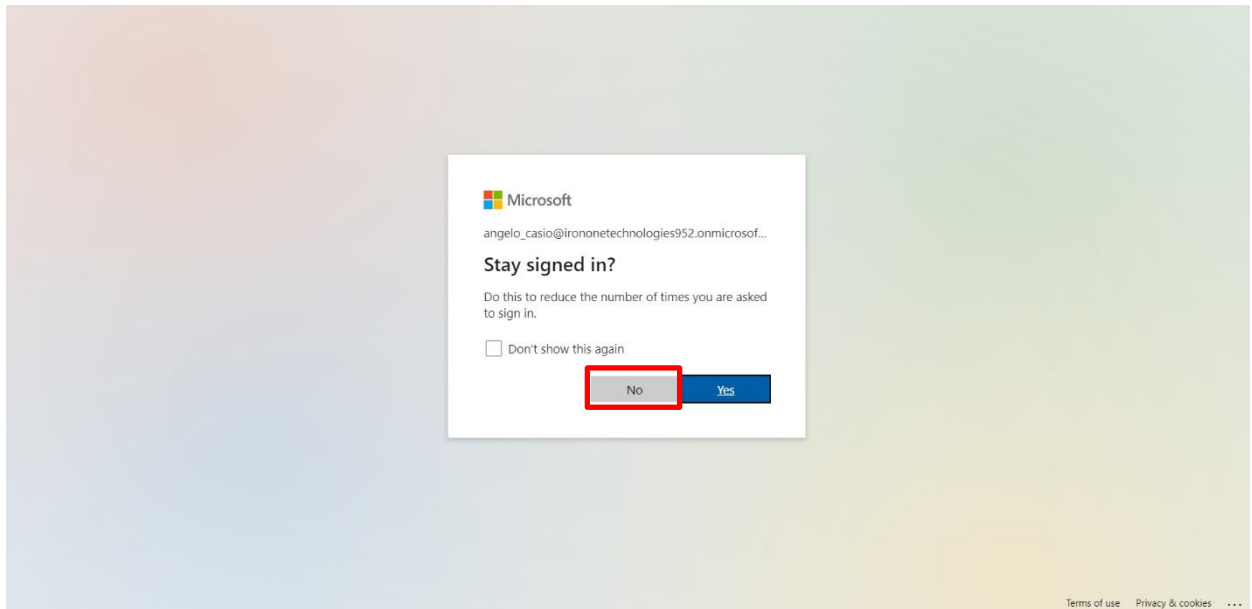 Microsoft
angelo_casio@irononetechnologies952.onmicrosof...
Stay signed in?
Do this to reduce the number of times you are asked
to sign in.
Don't show this again
No Yes
Terms of use Privacy & cookies ...